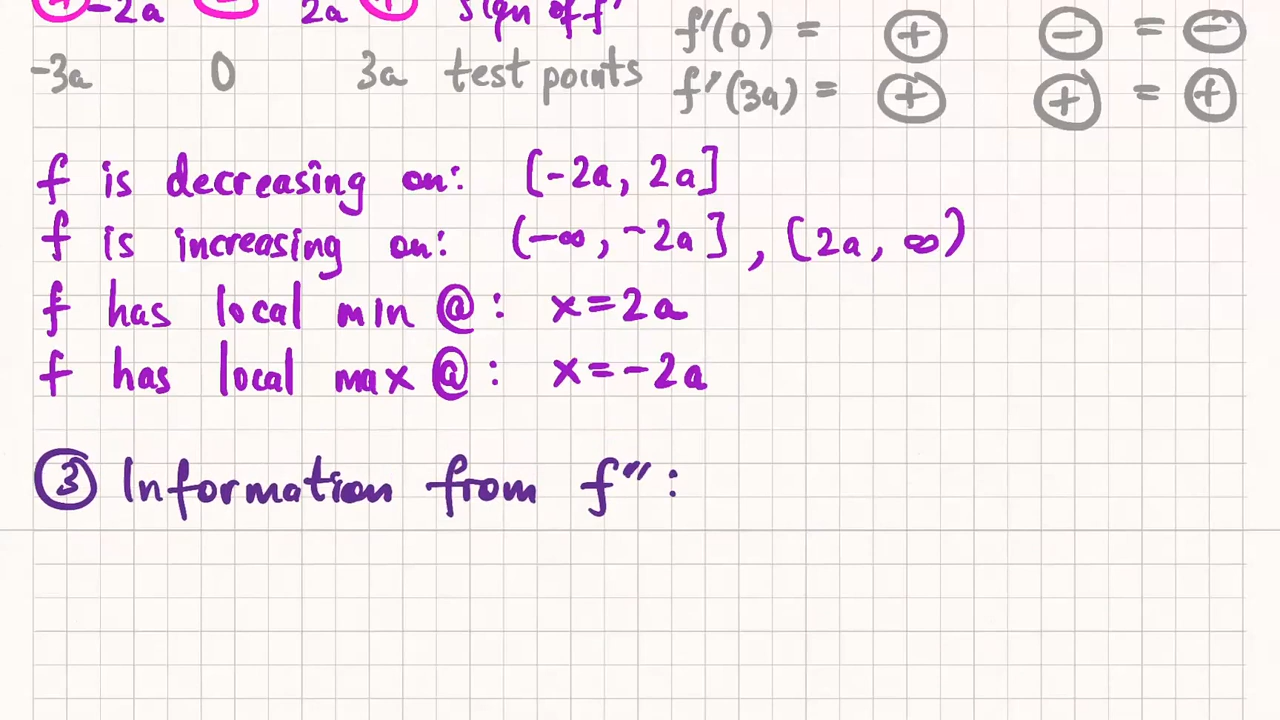 ⊕ -2a ⊖ 2a ⊕ sign of f'
f'(0) = ⊕ ⊖ = ⊖
-3a 0 3a test points
f'(3a) = ⊕ ⊕ = ⊕
f is decreasing on: [-2a, 2a]
f is increasing on: (-∞, -2a], [2a, ∞)
f has local min @: x=2a
f has local max @: x=-2a
③ Information from f'':